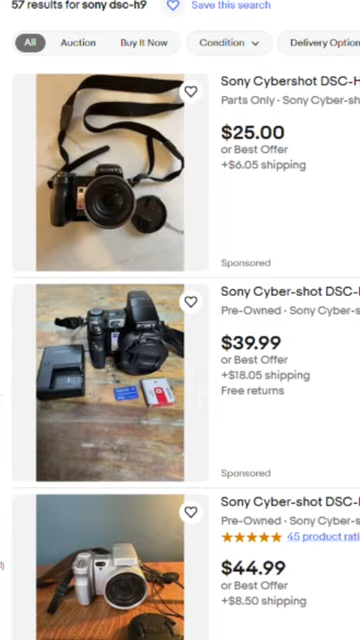 57 results for sony dsc-h9 Save this search
All Auction Buy It Now Condition Delivery Option
Sony Cybershot DSC-H
Parts Only · Sony Cyber-sh
$25.00
or Best Offer
+$6.05 shipping
Sponsored
Sony Cyber-shot DSC-
Pre-Owned · Sony Cyber-s
$39.99
or Best Offer
+$18.05 shipping
Free returns
Sponsored
Sony Cyber-shot DSC-
Pre-Owned · Sony Cyber-s
45 product rati
$44.99
or Best Offer
+$8.50 shipping
SONY